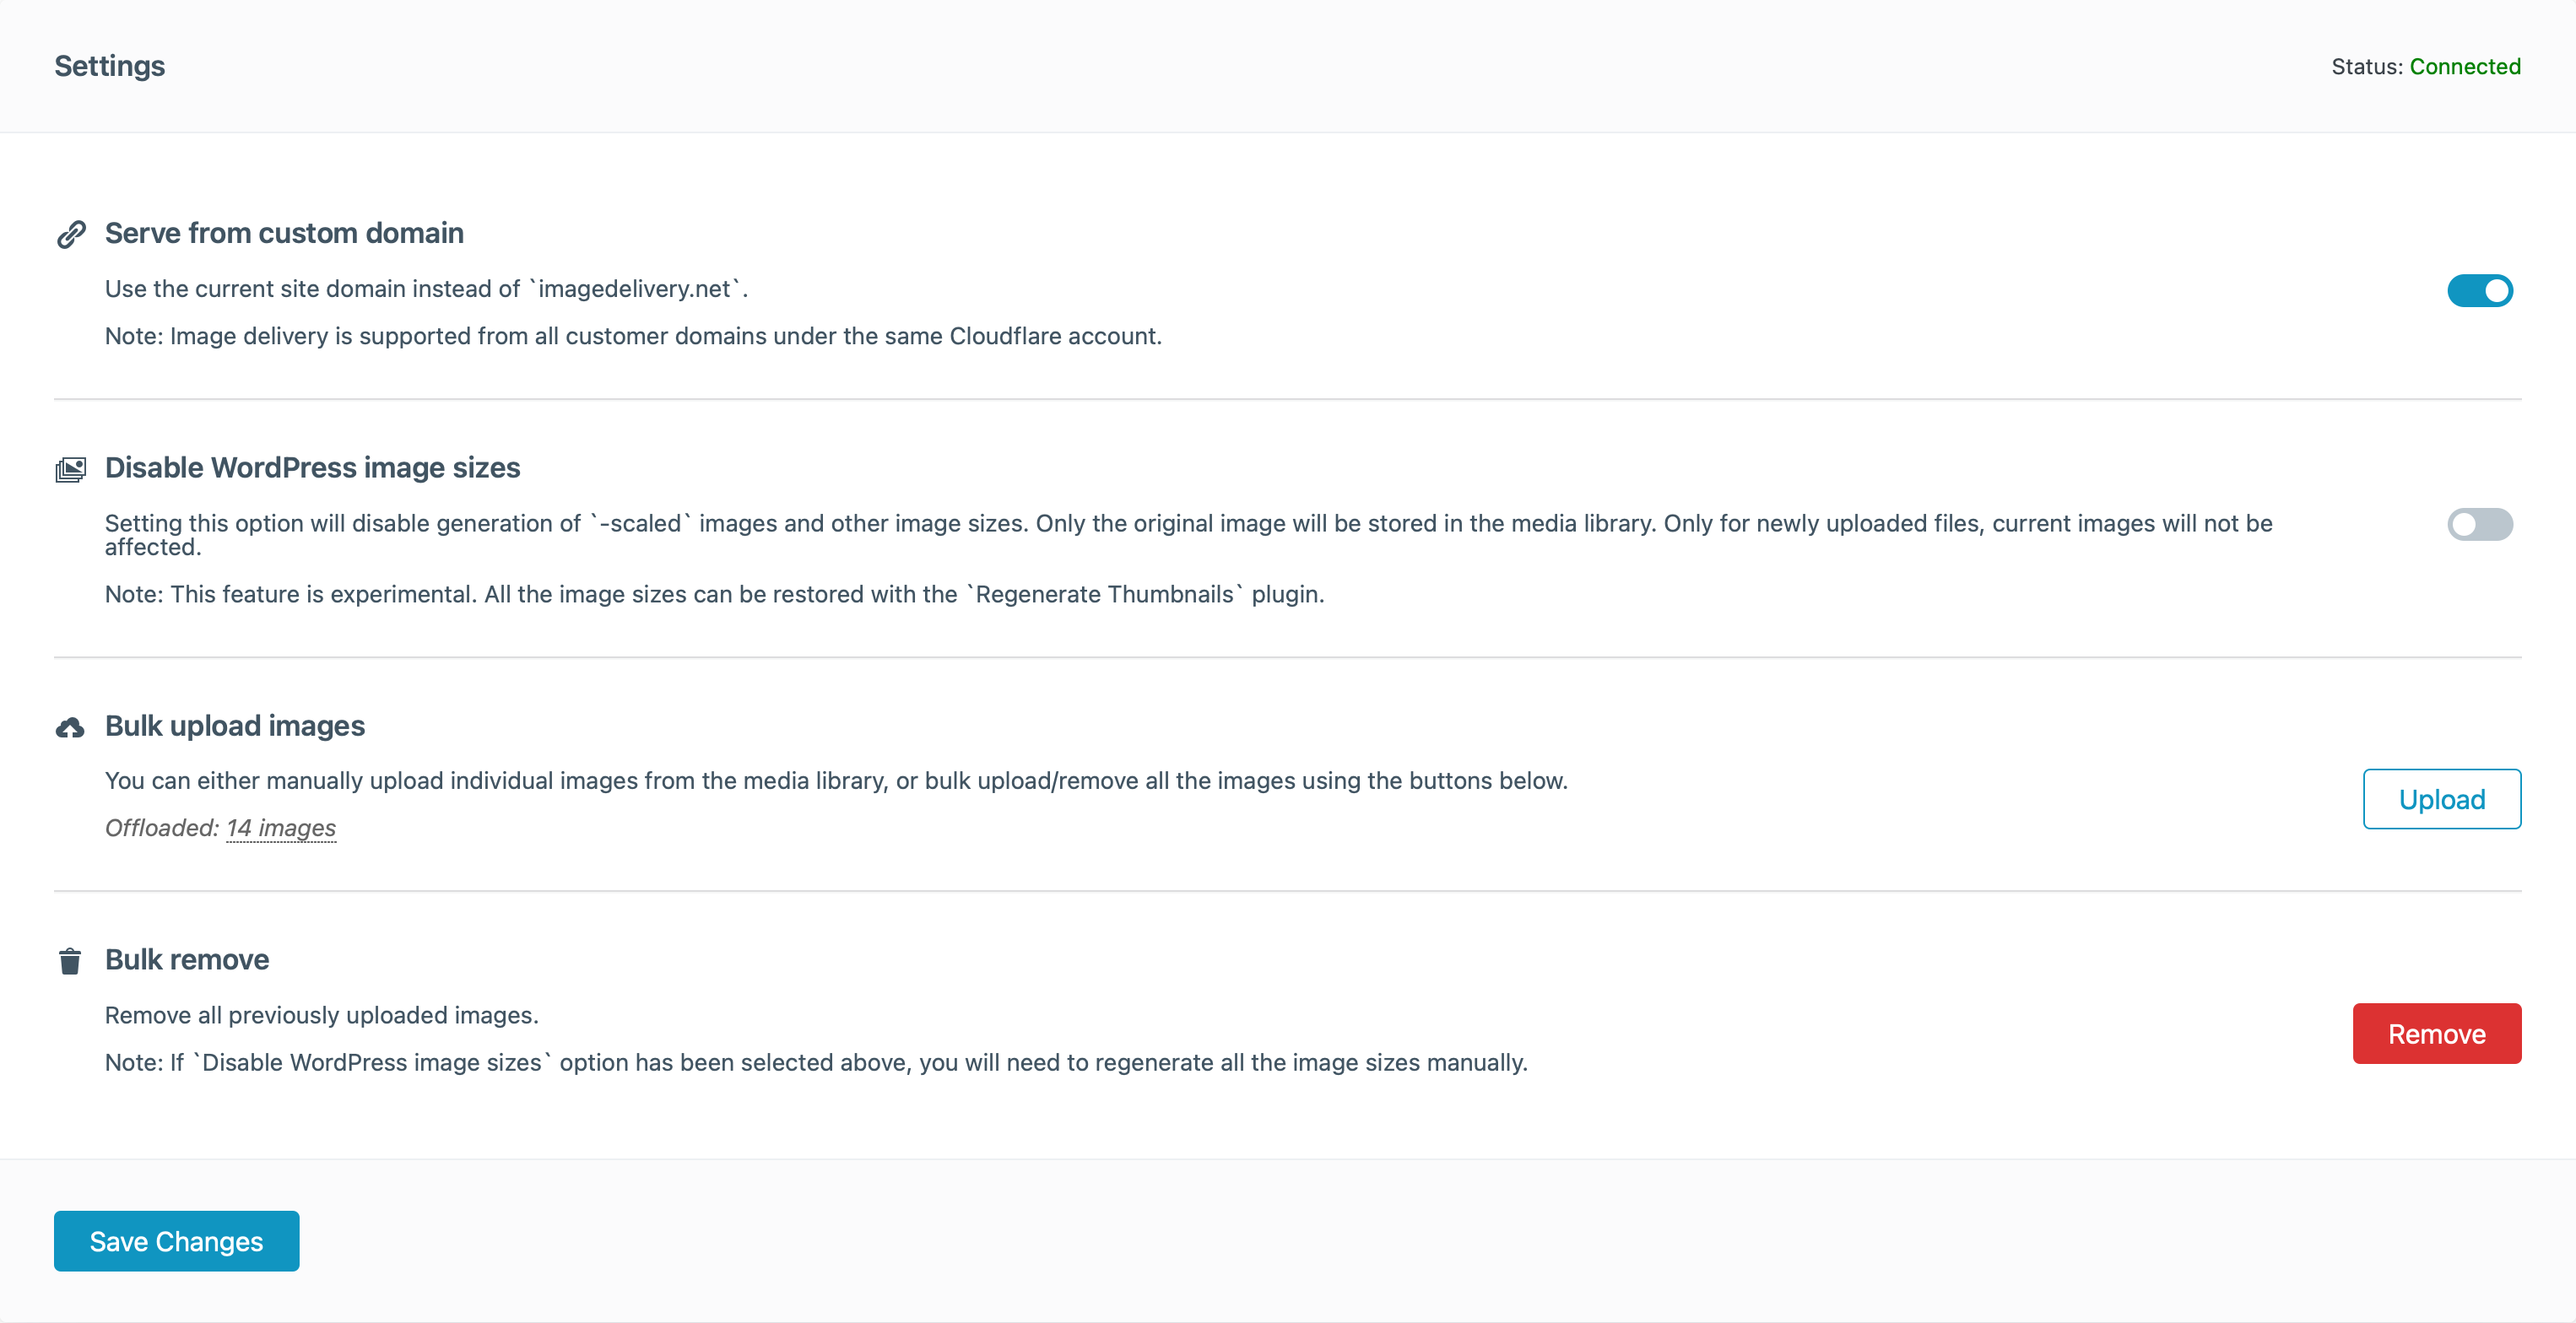 Settings
Status: Connected
Serve from custom domain
Use the current site domain instead of `imagedelivery.net`.
Note: Image delivery is supported from all customer domains under the same Cloudflare account.
Disable WordPress image sizes
Setting this option will disable generation of `-scaled` images and other image sizes. Only the original image will be stored in the media library. Only for newly uploaded files, current images will not be
affected.
Note: This feature is experimental. All the image sizes can be restored with the `Regenerate Thumbnails` plugin.
Bulk upload images
You can either manually upload individual images from the media library, or bulk upload/remove all the images using the buttons below.
Upload
Offloaded: 14 images
Bulk remove
Remove all previously uploaded images.
Remove
Note: If `Disable WordPress image sizes` option has been selected above, you will need to regenerate all the image sizes manually.
Save Changes